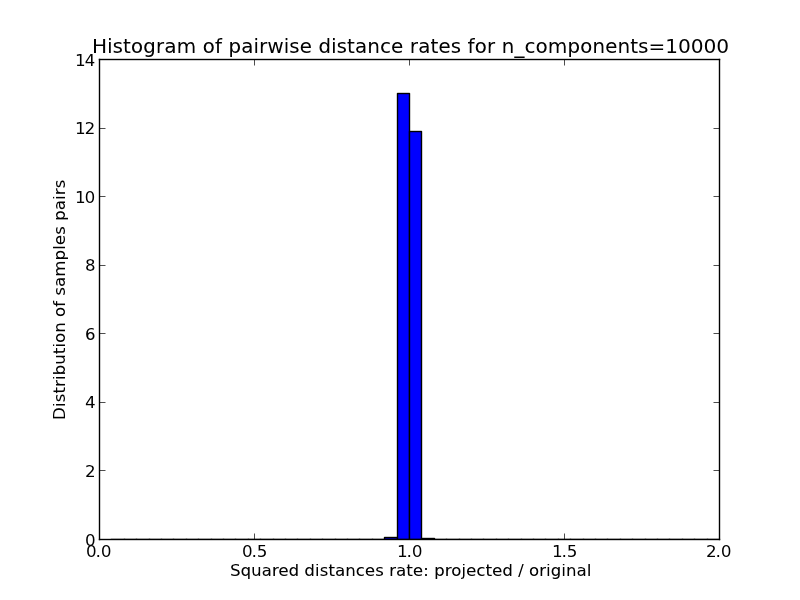 Histogram of pairwise distance rates for n_components=10000
14
12
10
8
6
4
2
0
Distribution of samples pairs
0.0 0.5 1.0 1.5 2.0
Squared distances rate: projected / original